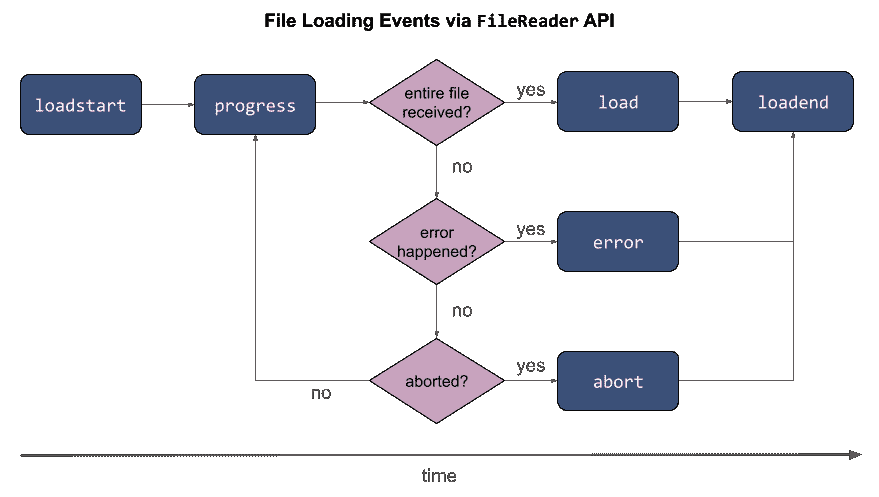 File Loading Events via FileReader API
loadstart
progress
entire file
received?
yes
load
loadend
no
error
happened?
yes
error
no
aborted?
yes
abort
no
time